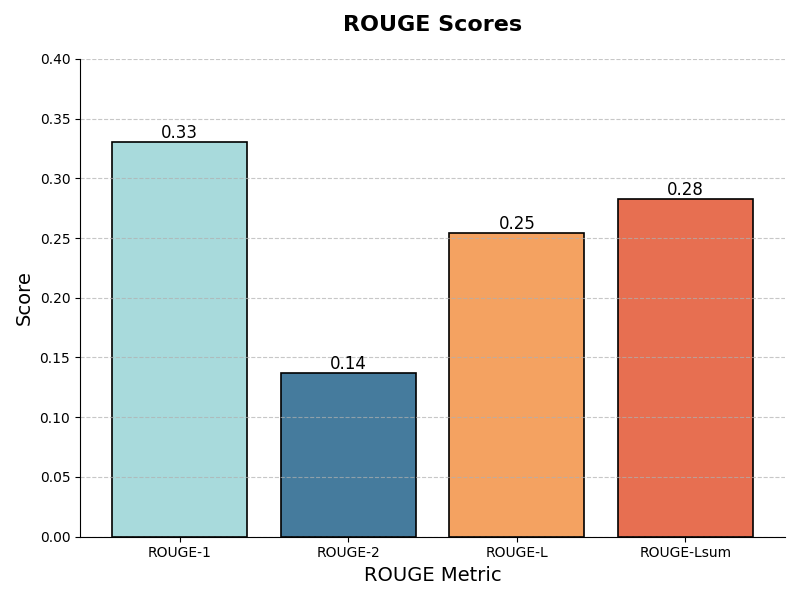 ROUGE Scores
0.40
0.35
0.30
0.25
0.20
0.15
0.10
0.05
0.00
Score
0.33
0.14
0.25
0.28
ROUGE-1
ROUGE-2
ROUGE-L
ROUGE-Lsum
ROUGE Metric